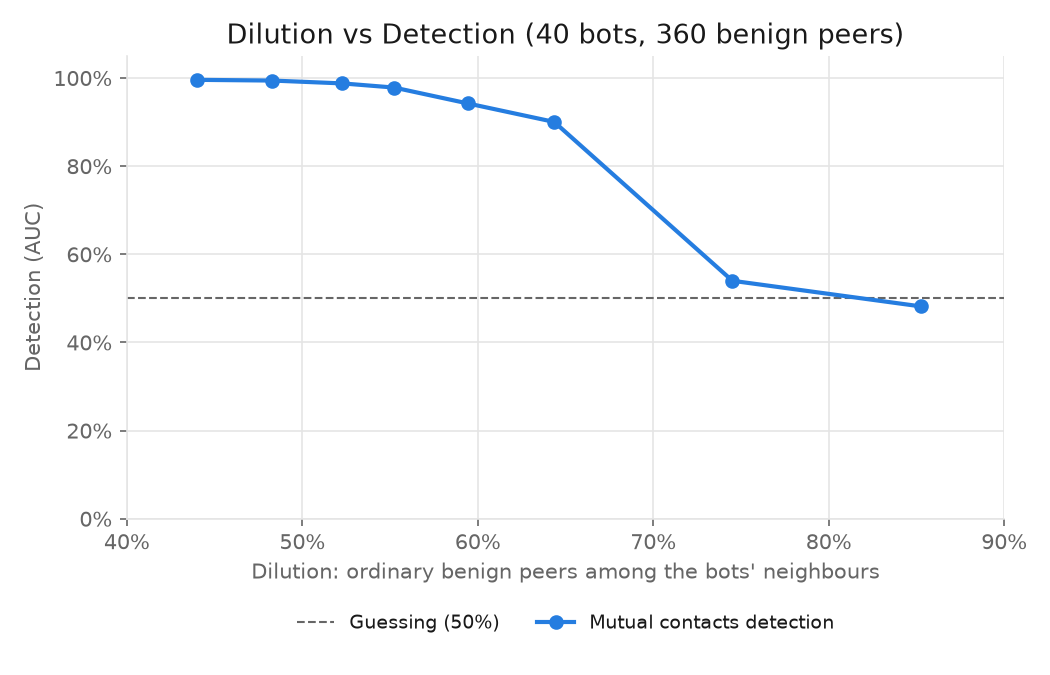 Dilution vs Detection (40 bots, 360 benign peers)
100%
80%
60%
40%
20%
0%
Detection (AUC)
40% 50% 60% 70% 80% 90%
Dilution: ordinary benign peers among the bots' neighbours
Guessing (50%) Mutual contacts detection